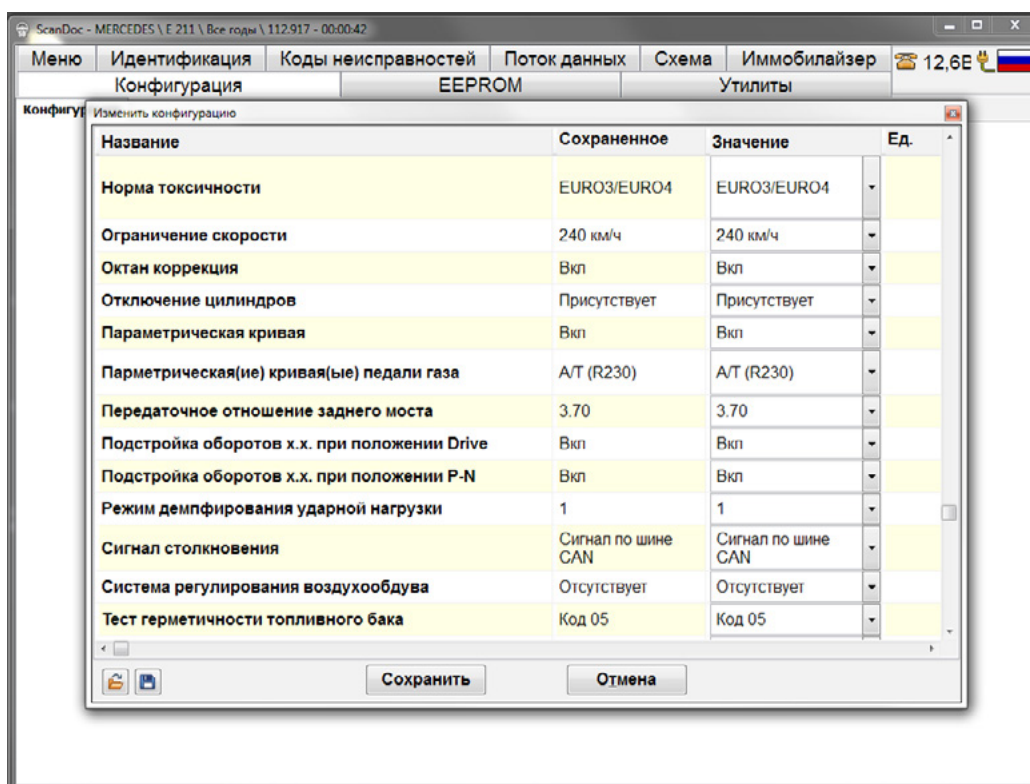 ScanDoc - MERCEDES \ E 211 \ Все годы \ 112.917 - 00:00:42
Меню Идентификация Коды неисправностей Поток данных Схема Иммобилайзер 12,6В
Конфигурация EEPROM Утилиты
Конфигур
Изменить конфигурацию
Название Сохраненное Значение Ед.
Норма токсичности EURO3/EURO4 EURO3/EURO4
Ограничение скорости 240 км/ч 240 км/ч
Октан коррекция Вкл Вкл
Отключение цилиндров Присутствует Присутствует
Параметрическая кривая Вкл Вкл
Парметрическая(ие) кривая(ые) педали газа A/T (R230) A/T (R230)
Передаточное отношение заднего моста 3.70 3.70
Подстройка оборотов х.х. при положении Drive Вкл Вкл
Подстройка оборотов х.х. при положении P-N Вкл Вкл
Режим демпфирования ударной нагрузки 1 1
Сигнал столкновения Сигнал по шине CAN Сигнал по шине CAN
Система регулирования воздухообдува Отсутствует Отсутствует
Тест герметичности топливного бака Код 05 Код 05
Сохранить Отмена